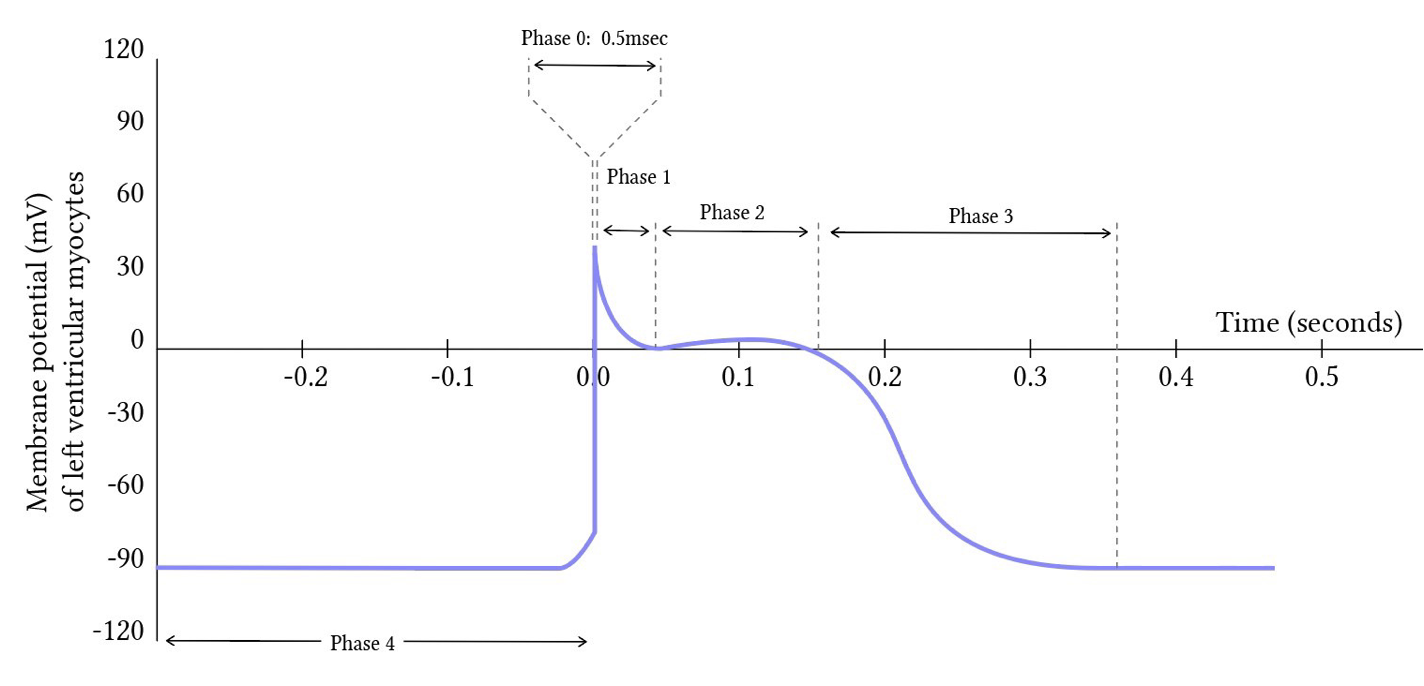 Phase 0:  0.5msec
120
90
60
30
0
-30
-60
-90
-120
Membrane potential (mV)
of left ventricular myocytes
Phase 1
Phase 2
Phase 3
Time (seconds)
-0.2
-0.1
0.0
0.1
0.2
0.3
0.4
0.5
Phase 4